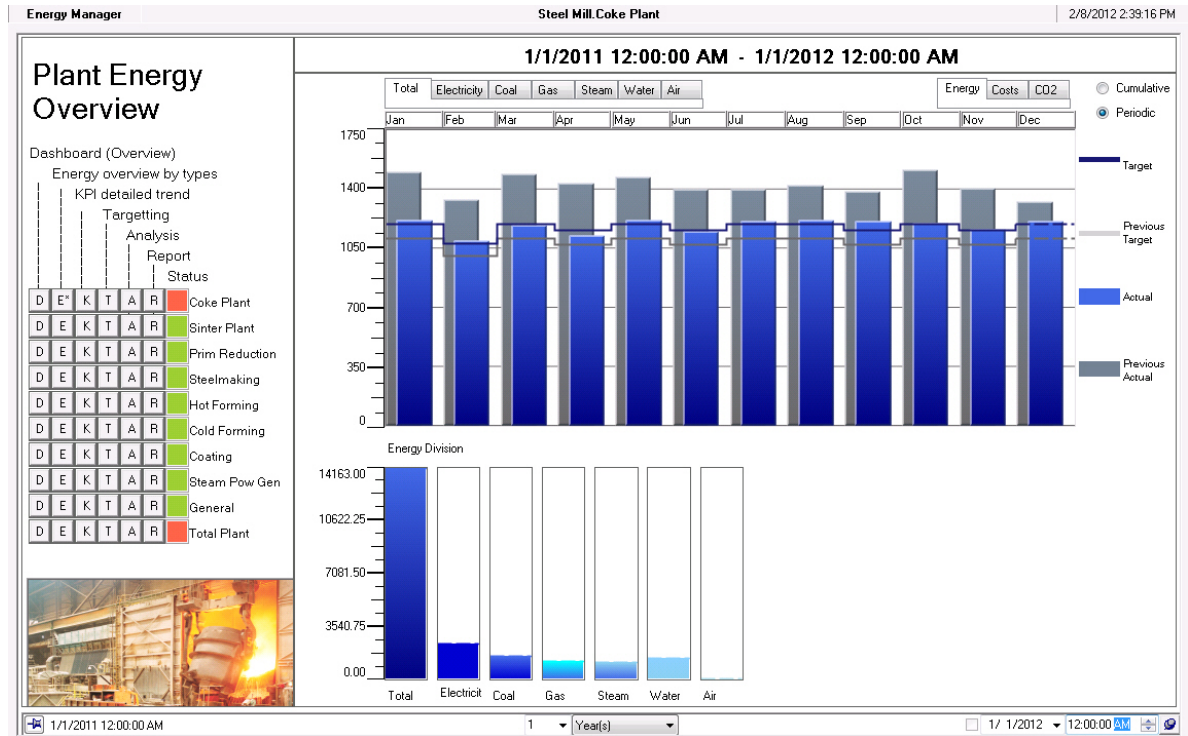 Energy Manager Steel Mill.Coke Plant 2/8/2012 2:39:16 PM
Plant Energy
Overview
Dashboard (Overview)
Energy overview by types
KPI detailed trend
Targetting
Analysis
Report
Status
D E* K T A R Coke Plant
D E K T A R Sinter Plant
D E K T A R Prim Reduction
D E K T A R Steelmaking
D E K T A R Hot Forming
D E K T A R Cold Forming
D E K T A R Coating
D E K T A R Steam Pow Gen
D E K T A R General
D E K T A R Total Plant
1/1/2011 12:00:00 AM - 1/1/2012 12:00:00 AM
Total Electricity Coal Gas Steam Water Air Energy Costs CO2
Cumulative
Periodic
Jan Feb Mar Apr May Jun Jul Aug Sep Oct Nov Dec
1750
1400
1050
700
350
0
Target
Previous
Target
Actual
Previous
Actual
Energy Division
14163.00
10622.25
7081.50
3540.75
0.00
Total Electricit Coal Gas Steam Water Air
1/1/2011 12:00:00 AM 1 Year(s) 1/ 1/2012 12:00:00 AM